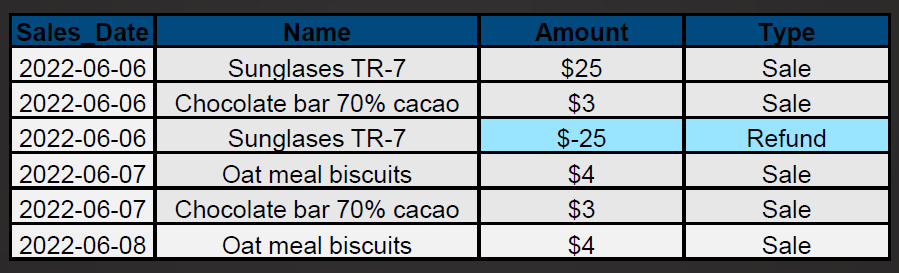 Sales_Date Name Amount Type
2022-06-06 Sunglases TR-7 $25 Sale
2022-06-06 Chocolate bar 70% cacao $3 Sale
2022-06-06 Sunglases TR-7 $-25 Refund
2022-06-07 Oat meal biscuits $4 Sale
2022-06-07 Chocolate bar 70% cacao $3 Sale
2022-06-08 Oat meal biscuits $4 Sale